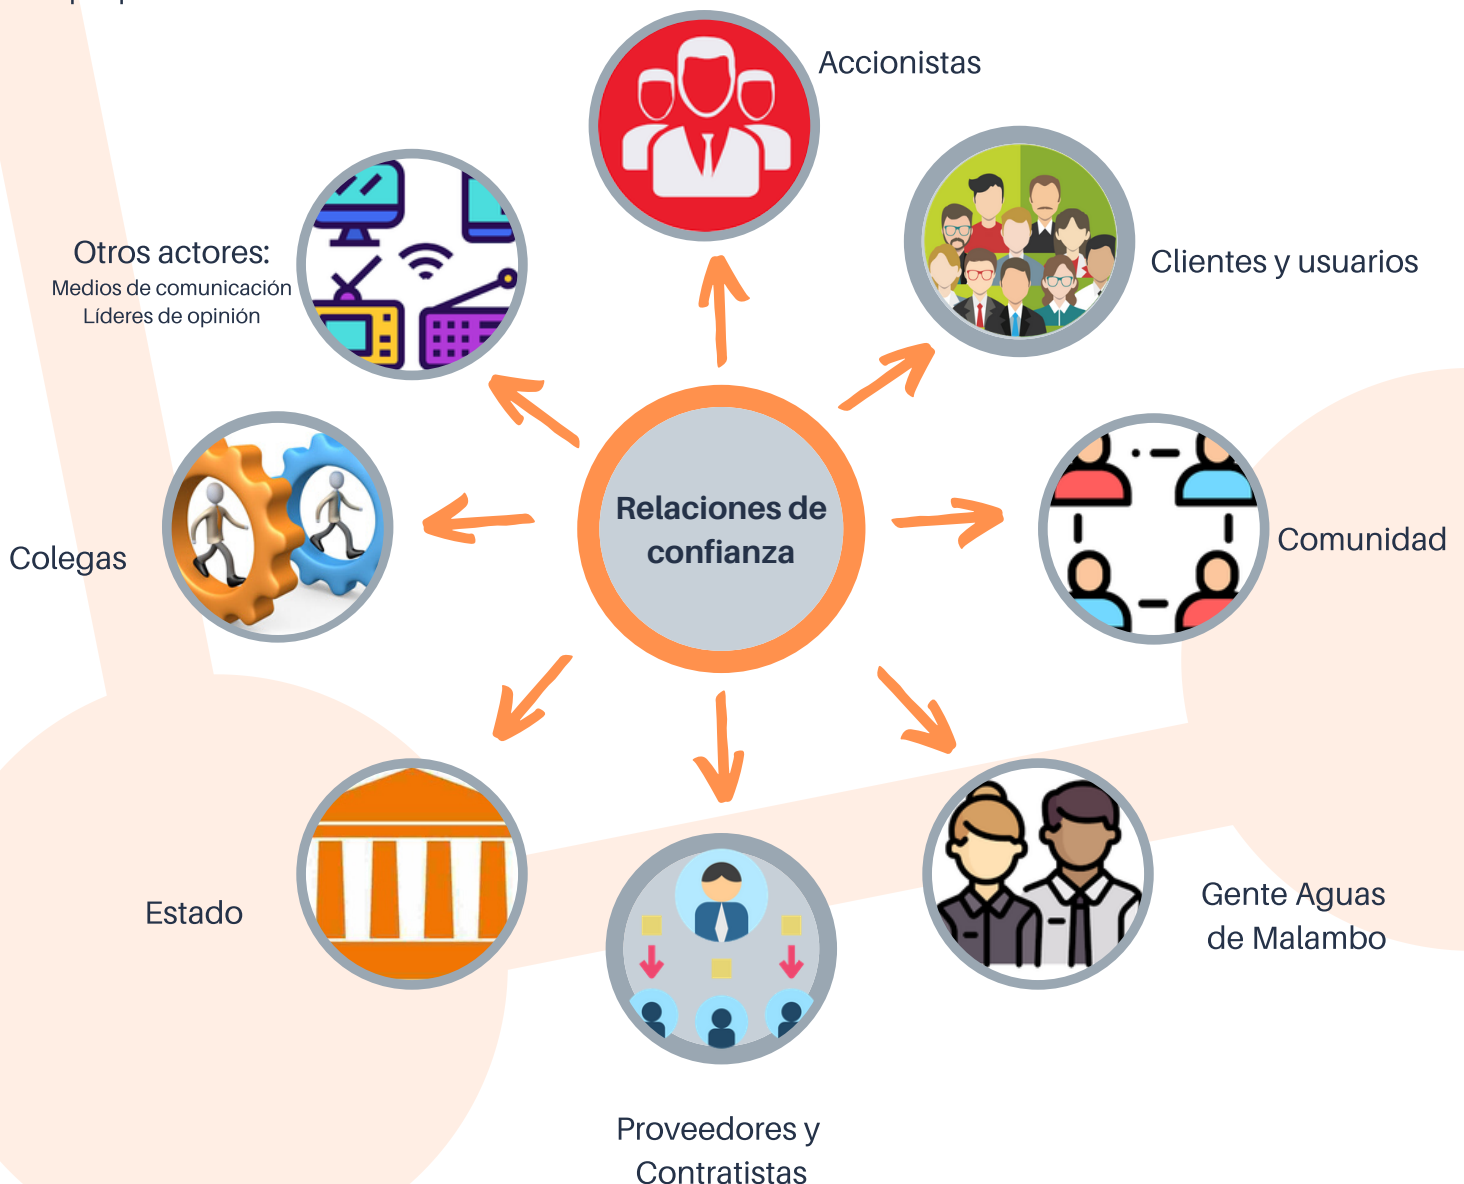 Accionistas
Clientes y usuarios
Otros actores:
Medios de comunicación
Líderes de opinión
Relaciones de
confianza
Comunidad
Colegas
Gente Aguas
de Malambo
Estado
Proveedores y
Contratistas